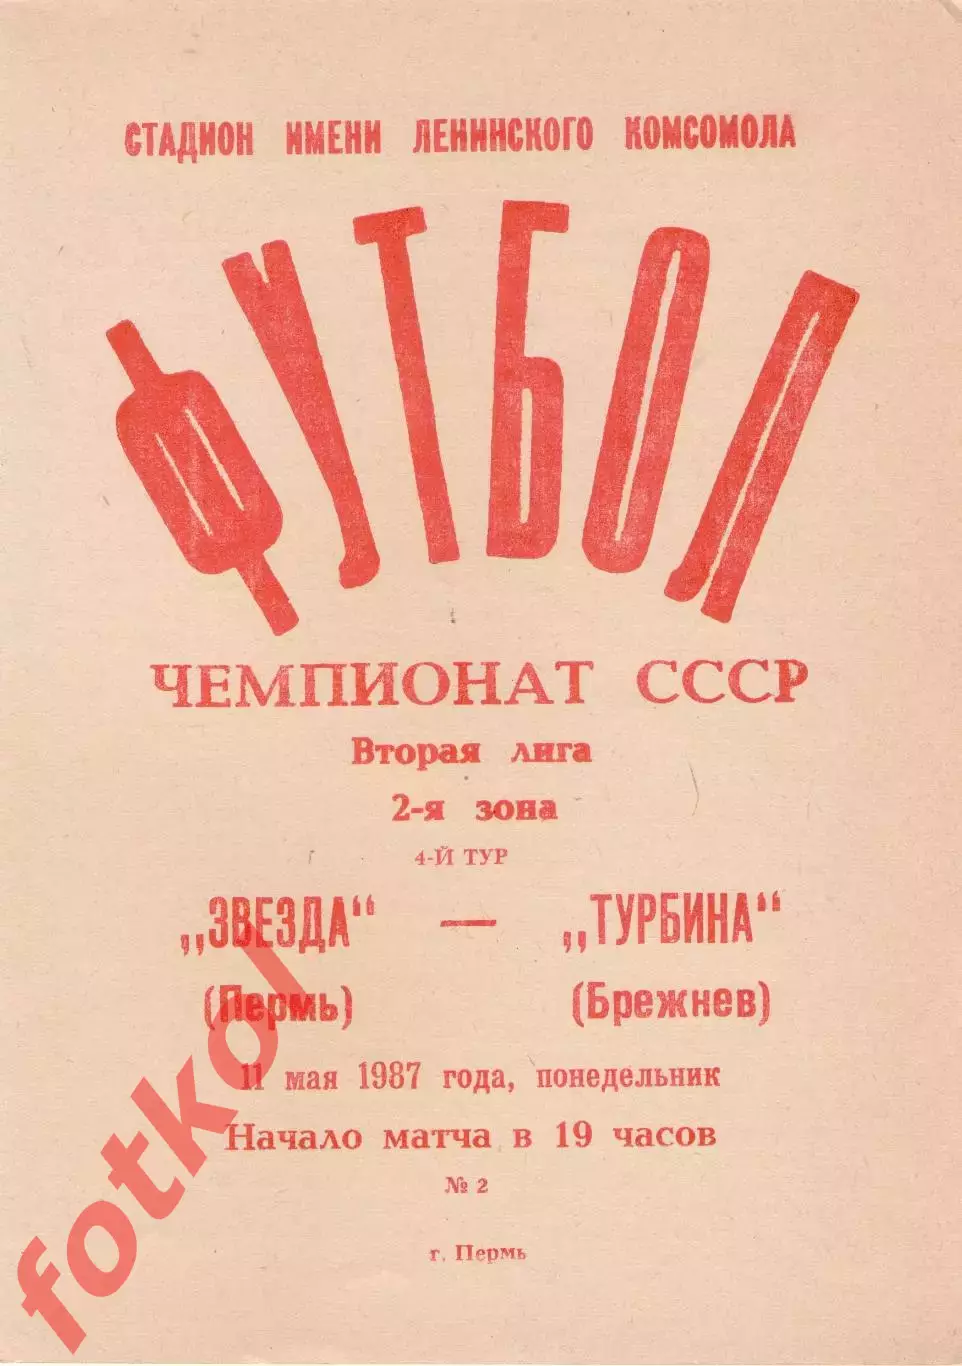 СТАДИОН ИМЕНИ ЛЕНИНСКОГО КОМСОМОЛА
ФУТБОЛ
ЧЕМПИОНАТ СССР
Вторая лига
2-я зона
4-Й ТУР
„ЗВЕЗДА“ — „ТУРБИНА“
(Пермь) (Брежнев)
11 мая 1987 года, понедельник
Начало матча в 19 часов
№ 2
г. Пермь
fotkol